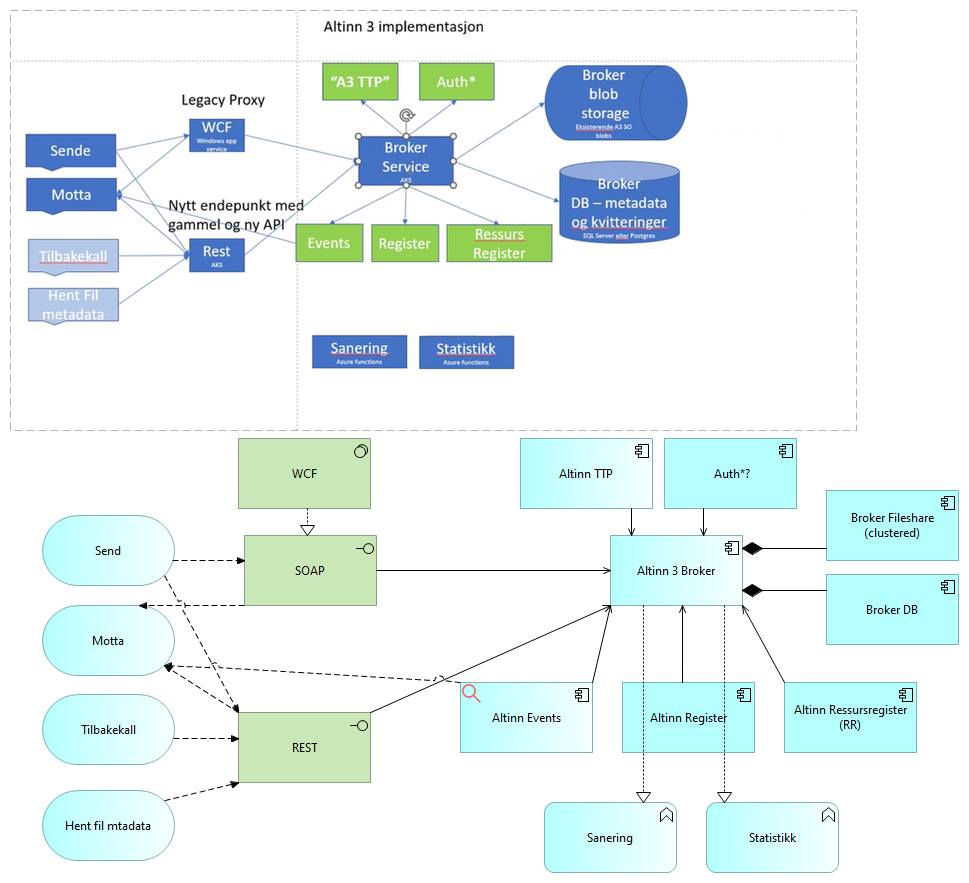 Altinn 3 implementasjon
"A3 TTP"
Auth*
Broker
blob
storage
Eksisterende A3 SO
blobs
Legacy Proxy
WCF
Windows app
service
Sende
Broker
Service
AKS
Motta
Broker
DB – metadata
og kvitteringer
SQL Server eller Postgres
Nytt endepunkt med
gammel og ny API
Events
Register
Ressurs
Register
Tilbakekall
Rest
AKS
Hent Fil
metadata
Sanering
Azure functions
Statistikk
Azure functions
WCF
Altinn TTP
Auth*?
Broker Fileshare
(clustered)
Send
SOAP
Altinn 3 Broker
Broker DB
Motta
Altinn Events
Altinn Register
Altinn Ressursregister
(RR)
Tilbakekall
REST
Hent fil mtadata
Sanering
Statistikk